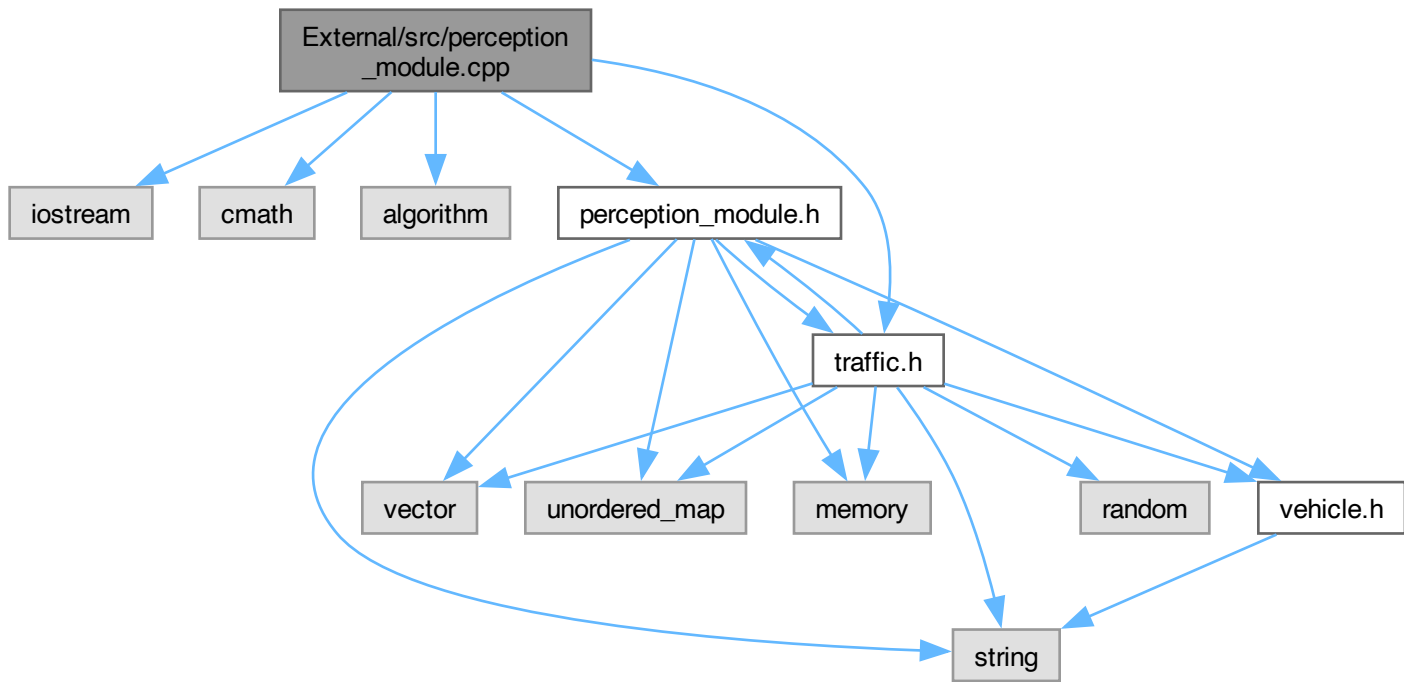 External/src/perception
_module.cpp
iostream
cmath
algorithm
perception_module.h
traffic.h
vector
unordered_map
memory
random
vehicle.h
string